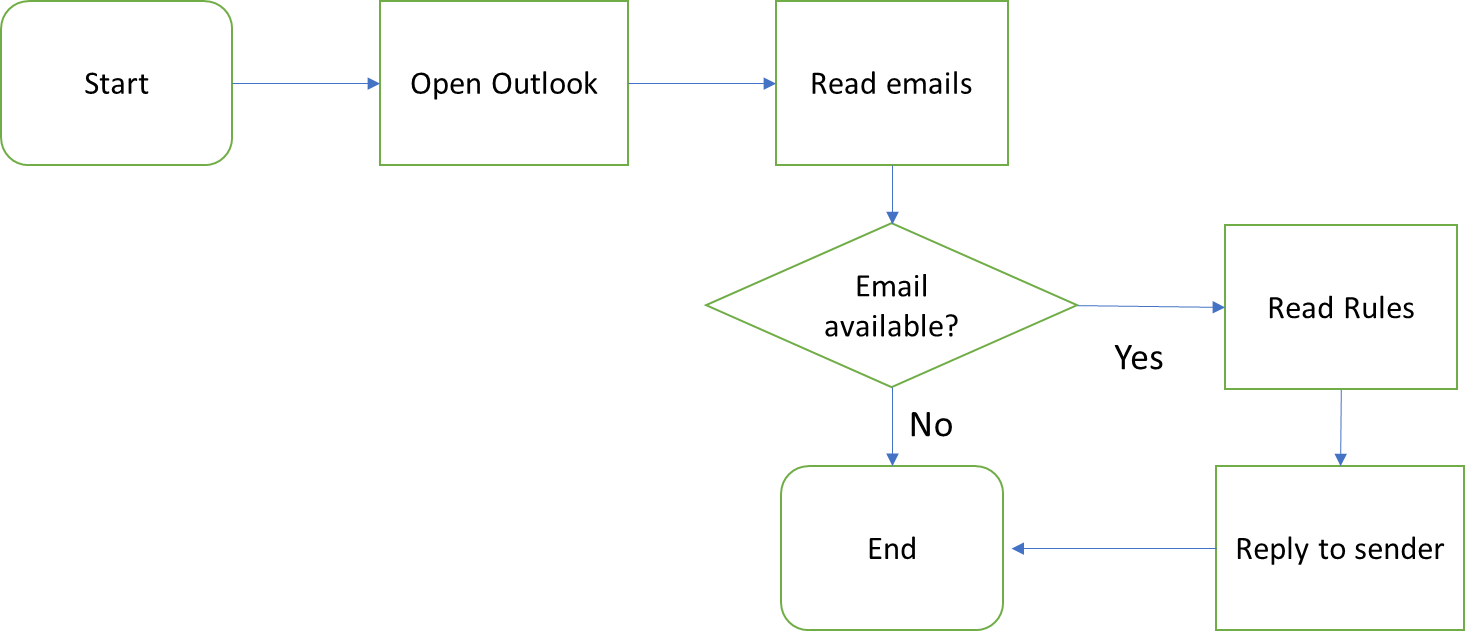 Start
Open Outlook
Read emails
Email
available?
Yes
Read Rules
No
End
Reply to sender